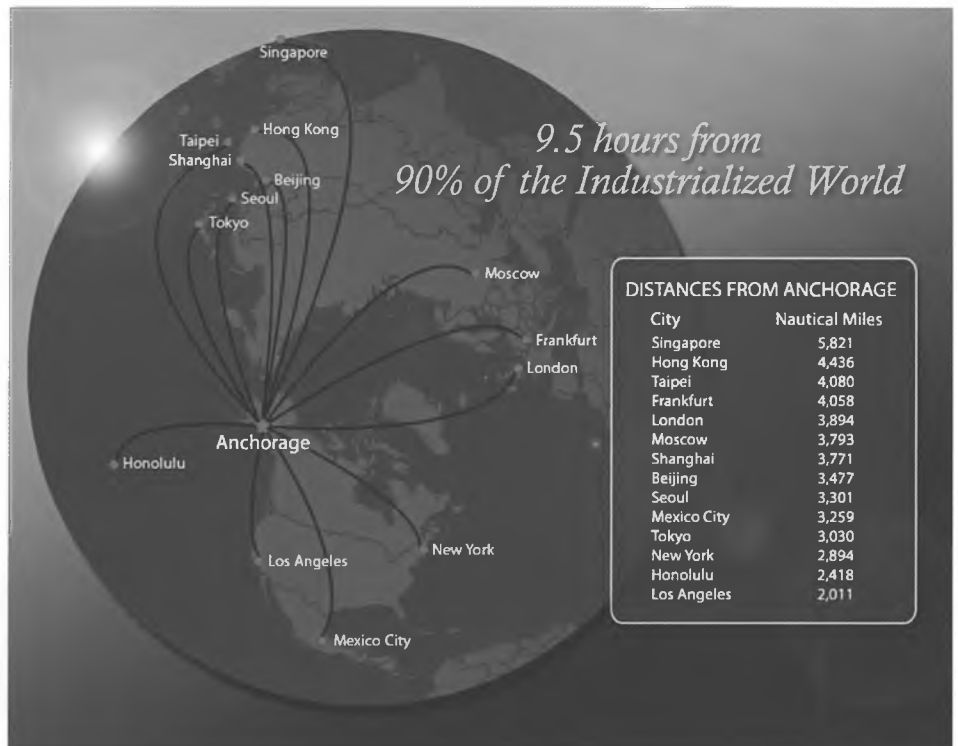 Singapore
Hong Kong
Taipei
Shanghai
Beijing
Seoul
Tokyo
Moscow
Frankfurt
London
Anchorage
Honolulu
Los Angeles
New York
Mexico City
9.5 hours from
90% of the Industrialized World
DISTANCES FROM ANCHORAGE
City Nautical Miles
Singapore 5,821
Hong Kong 4,436
Taipei 4,080
Frankfurt 4,058
London 3,894
Moscow 3,793
Shanghai 3,771
Beijing 3,477
Seoul 3,301
Mexico City 3,259
Tokyo 3,030
New York 2,894
Honolulu 2,418
Los Angeles 2,011